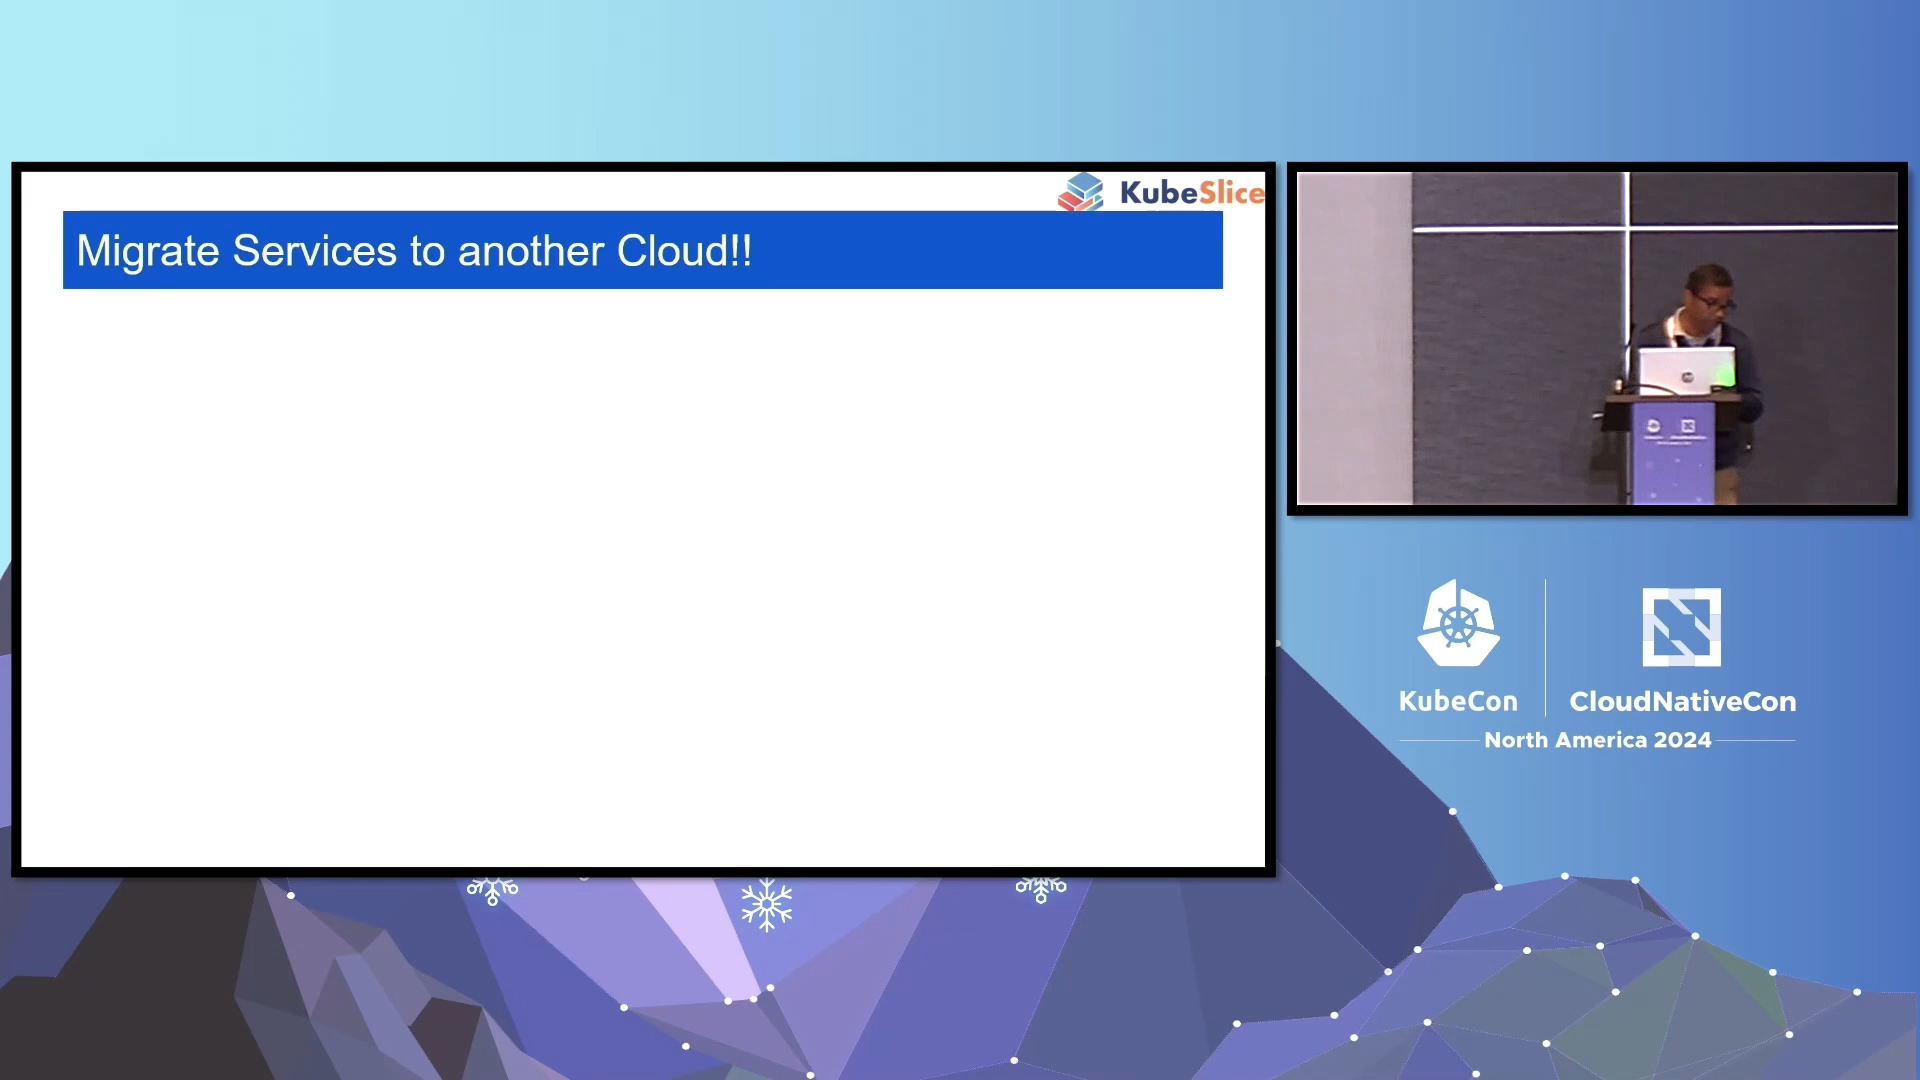 KubeSlice
Migrate Services to another Cloud!!
KubeCon
CloudNativeCon
North America 2024